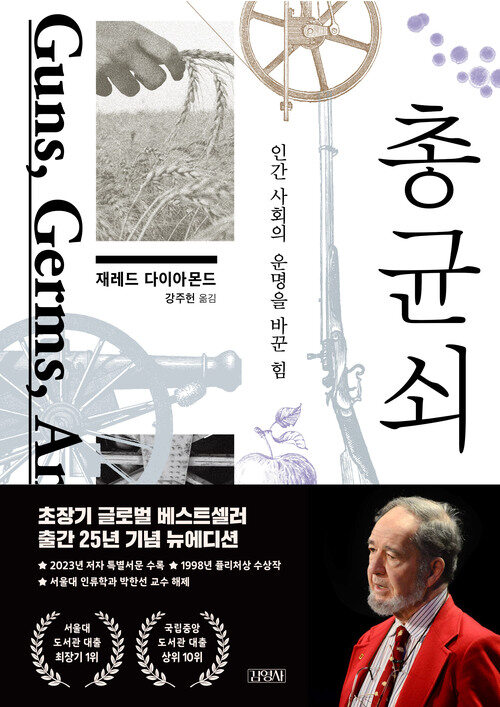 Guns, Germs, An
총 균 쇠
인간 사회의 운명을 바꾼 힘
재레드 다이아몬드
강주헌 옮김
초장기 글로벌 베스트셀러
출간 25년 기념 뉴에디션
★ 2023년 저자 특별서문 수록 ★ 1998년 퓰리처상 수상작
★ 서울대 인류학과 박한선 교수 해제
서울대
도서관 대출
최장기 1위
국립중앙
도서관 대출
상위 10위
김영사